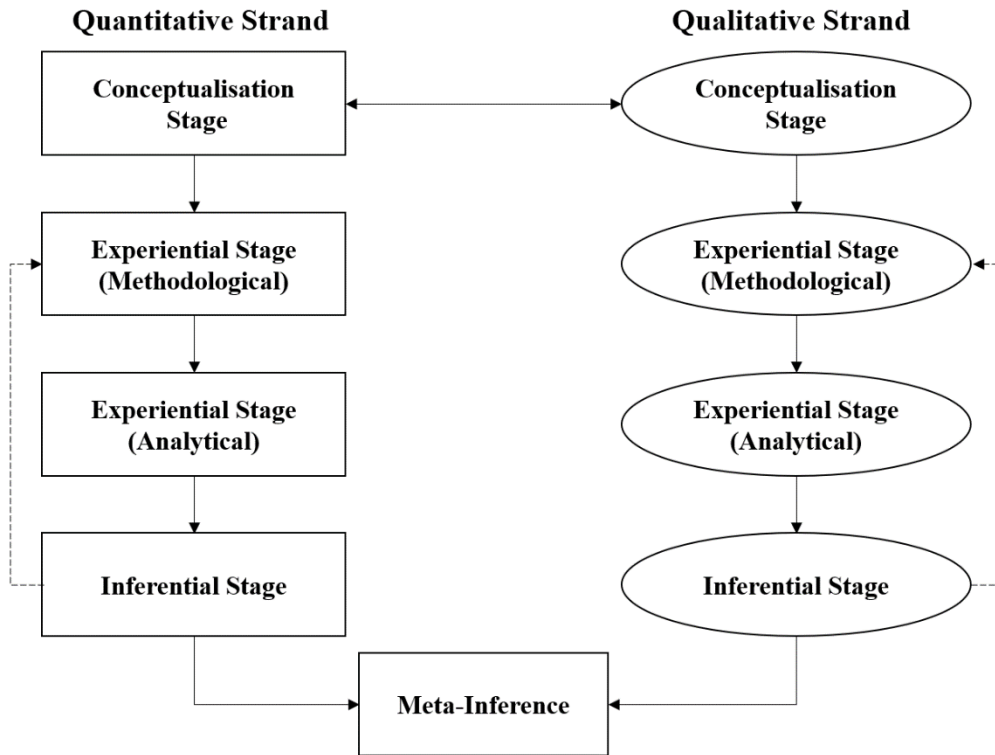 Quantitative Strand
Qualitative Strand
Conceptualisation
Stage
Conceptualisation
Stage
Experiential Stage
(Methodological)
Experiential Stage
(Methodological)
Experiential Stage
(Analytical)
Experiential Stage
(Analytical)
Inferential Stage
Inferential Stage
Meta-Inference